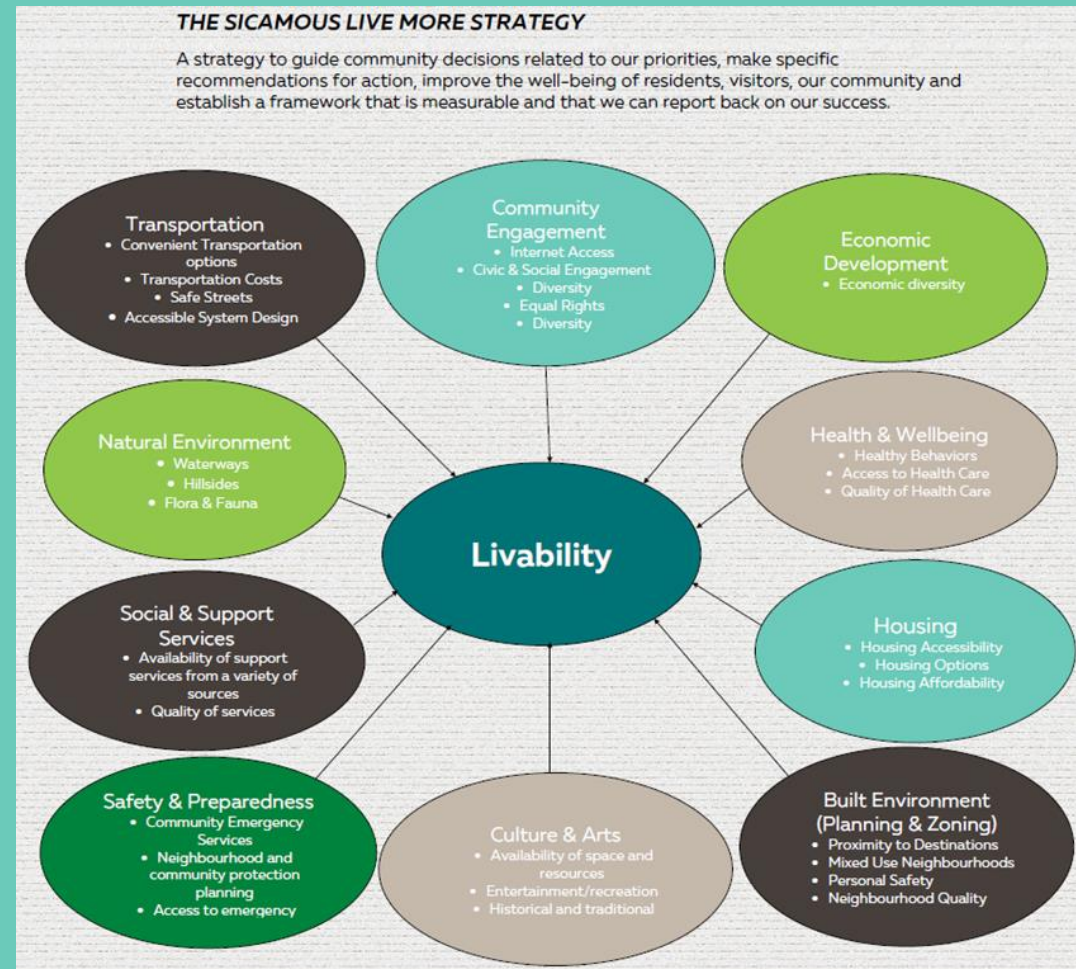 THE SICAMOUS LIVE MORE STRATEGY
A strategy to guide community decisions related to our priorities, make specific
recommendations for action, improve the well-being of residents, visitors, our community and
establish a framework that is measurable and that we can report back on our success.
Transportation
• Convenient Transportation
options
• Transportation Costs
• Safe Streets
• Accessible System Design
Community
Engagement
• Internet Access
• Civic & Social Engagement
• Diversity
• Equal Rights
• Diversity
Economic
Development
• Economic diversity
Natural Environment
• Waterways
• Hillsides
• Flora & Fauna
Health & Wellbeing
• Healthy Behaviors
• Access to Health Care
• Quality of Health Care
Livability
Social & Support
Services
• Availability of support
services from a variety of
sources
• Quality of services
Housing
• Housing Accessibility
• Housing Options
• Housing Affordability
Safety & Preparedness
• Community Emergency
Services
• Neighbourhood and
community protection
planning
• Access to emergency
Culture & Arts
• Availability of space and
resources
• Entertainment/recreation
• Historical and traditional
Built Environment
(Planning & Zoning)
• Proximity to Destinations
• Mixed Use Neighbourhoods
• Personal Safety
• Neighbourhood Quality